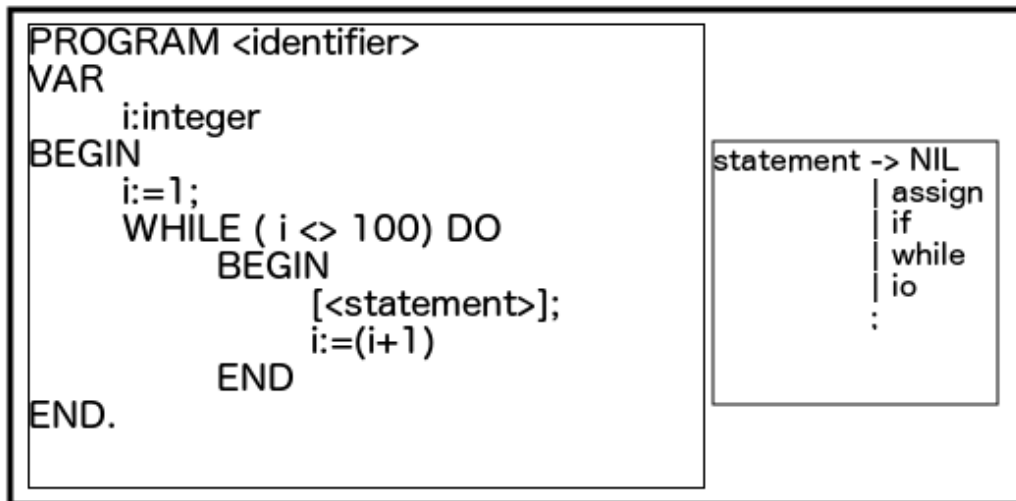 PROGRAM <identifier>
VAR
i:integer
BEGIN
i:=1;
WHILE ( i <> 100) DO
BEGIN
[<statement>];
i:=(i+1)
END
END.
statement -> NIL
| assign
| if
| while
| io
: